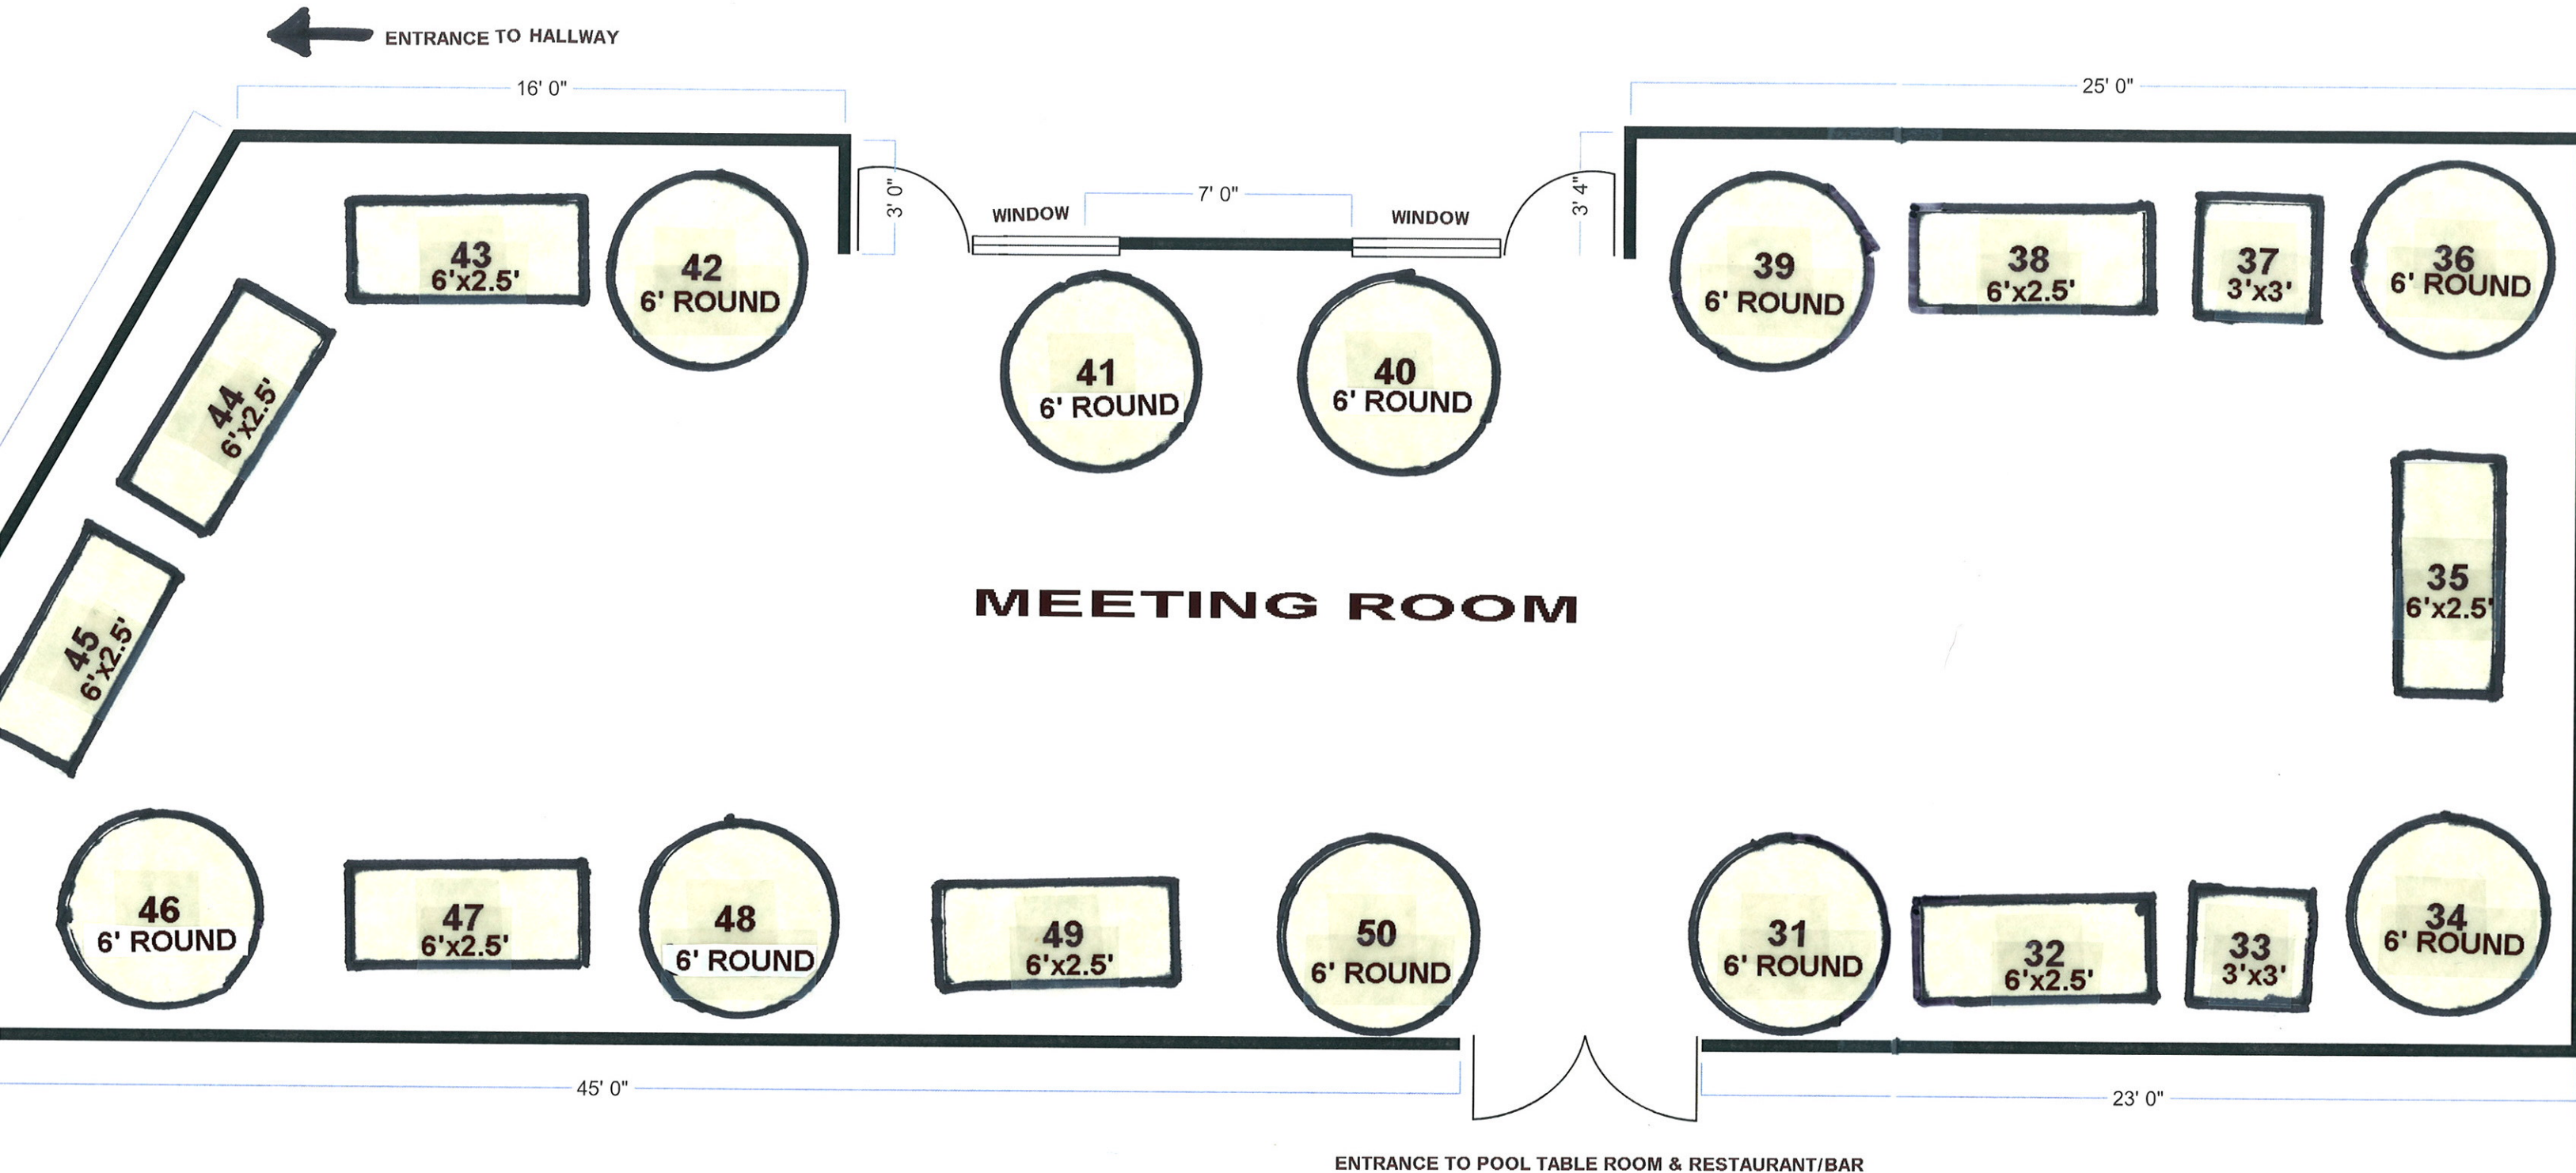 ENTRANCE TO HALLWAY
16' 0"
25' 0"
3' 0"
7' 0"
3' 4"
WINDOW
WINDOW
43
6'x2.5'
42
6' ROUND
41
6' ROUND
40
6' ROUND
39
6' ROUND
38
6'x2.5'
37
3'x3'
36
6' ROUND
44
6'x2.5'
45
6'x2.5'
MEETING ROOM
35
6'x2.5'
46
6' ROUND
47
6'x2.5'
48
6' ROUND
49
6'x2.5'
50
6' ROUND
31
6' ROUND
32
6'x2.5'
33
3'x3'
34
6' ROUND
45' 0"
23' 0"
ENTRANCE TO POOL TABLE ROOM & RESTAURANT/BAR